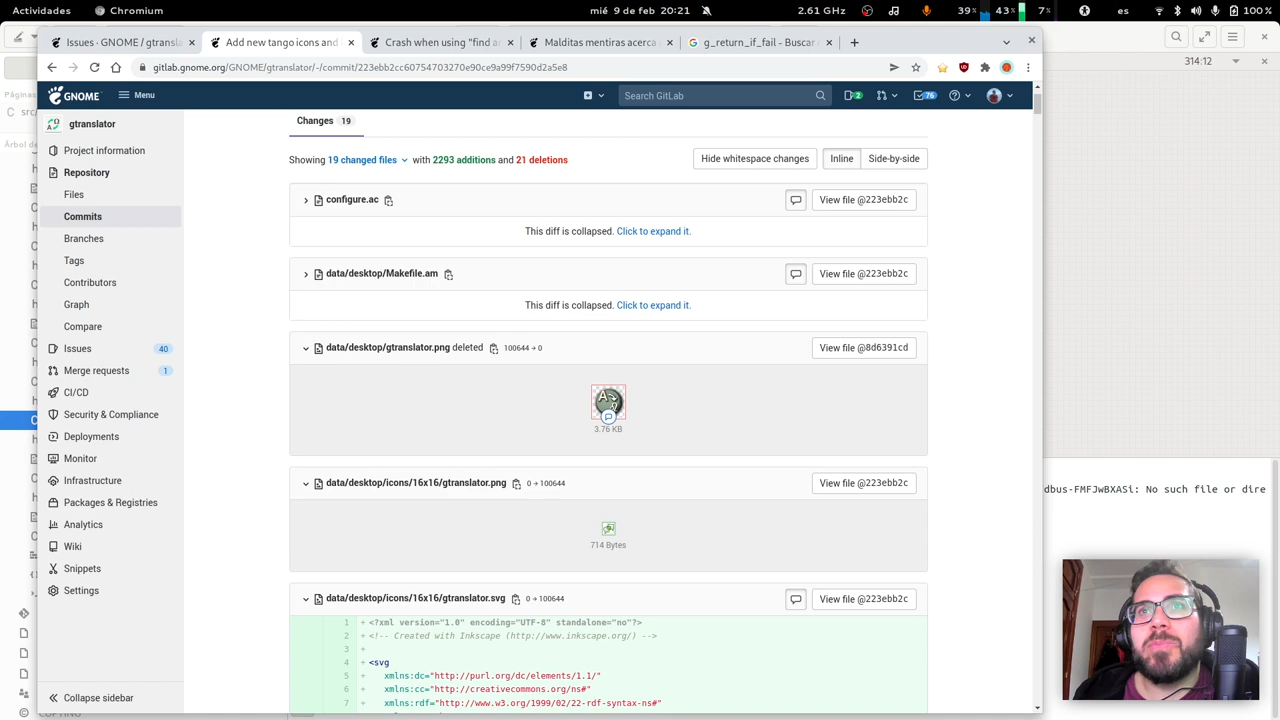 Actividades
Chromium
mié 9 de feb 20:21
2.61 GHz
39 %
41 %
es
100 %
Issues · GNOME / gtransla
Add new tango icons and
Crash when using "find a
Malditas mentiras acerca
g_return_if_fail - Buscar
gitlab.gnome.org/GNOME/gtranslator/-/commit/223ebb2cc60754703270e90ce9a99f7590d2a5e8
314:12
GNOME
Menu
Search GitLab
2
76
gtranslator
Project information
Repository
Files
Commits
Branches
Tags
Contributors
Graph
Compare
Issues 40
Merge requests 1
CI/CD
Security & Compliance
Deployments
Monitor
Infrastructure
Packages & Registries
Analytics
Wiki
Snippets
Settings
Collapse sidebar
Changes 19
Showing 19 changed files with 2293 additions and 21 deletions
Hide whitespace changes
Inline
Side-by-side
configure.ac
View file @223ebb2c
This diff is collapsed. Click to expand it.
data/desktop/Makefile.am
View file @223ebb2c
This diff is collapsed. Click to expand it.
data/desktop/gtranslator.png deleted 100644 → 0
View file @8d6391cd
3.76 KB
data/desktop/icons/16x16/gtranslator.png 0 → 100644
View file @223ebb2c
714 Bytes
data/desktop/icons/16x16/gtranslator.svg 0 → 100644
View file @223ebb2c
1 + <?xml version="1.0" encoding="UTF-8" standalone="no"?>
2 + <!-- Created with Inkscape (http://www.inkscape.org/) -->
3 +
4 + <svg
5 + xmlns:dc="http://purl.org/dc/elements/1.1/"
6 + xmlns:cc="http://creativecommons.org/ns#"
7 + xmlns:rdf="http://www.w3.org/1999/02/22-rdf-syntax-ns#"
dbus-FMFJwBXASi: No such file or dire